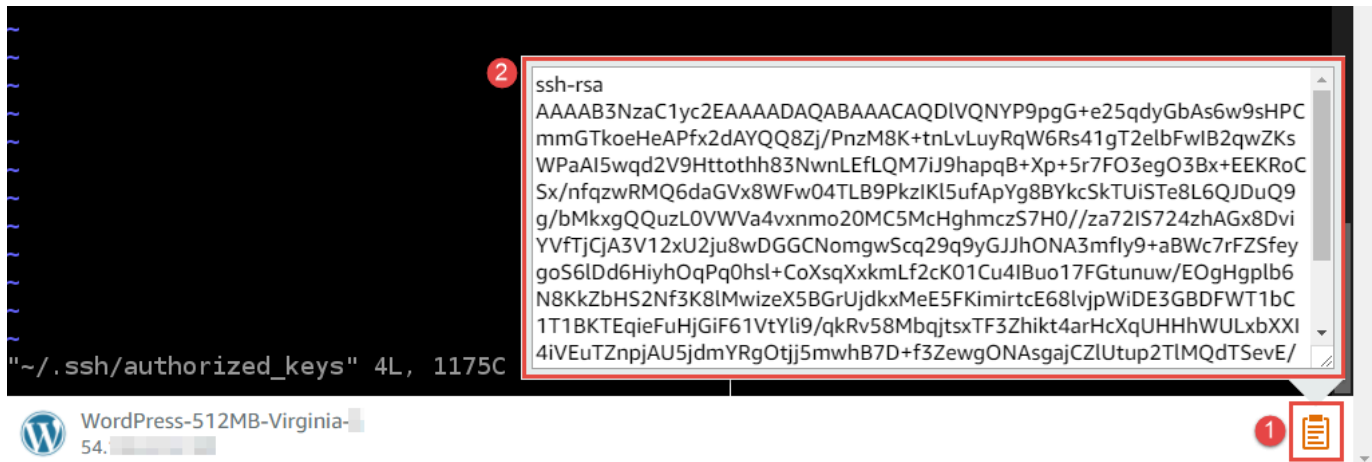 ~
~
~
~
~
~
~
~
~
~
~
~
"~/.ssh/authorized_keys" 4L, 1175C
2
ssh-rsa
AAAAB3NzaC1yc2EAAAADAQABAAACAQDlVQNYP9pgG+e25qdyGbAs6w9sHPC
mmGTkoeHeAPfx2dAYQQ8Zj/PnzM8K+tnLvLuyRqW6Rs41gT2elbFwIB2qwZKs
WPaAI5wqd2V9Httothh83NwnLEfLQM7iJ9hapqB+Xp+5r7FO3egO3Bx+EEKRoC
Sx/nfqzwRMQ6daGVx8WFw04TLB9PkzIKl5ufApYg8BYkcSkTUiSTe8L6QJDuQ9
g/bMkxgQQuzL0VWVa4vxnmo20MC5McHghmczS7H0//za72IS724zhAGx8Dvi
YVfTjCjA3V12xU2ju8wDGGCNomgwScq29q9yGJJhONA3mfIy9+aBWc7rFZSfey
goS6lDd6HiyhOqPq0hsl+CoXsqXxkmLf2cK01Cu4IBuo17FGtunuw/EOgHgplb6
N8KkZbHS2Nf3K8lMwizeX5BGrUjdkxMeE5FKimirtcE68lvjpWiDE3GBDFWT1bC
1T1BKTEqieFuHjGiF61VtYli9/qkRv58MbqjtsxTF3Zhikt4arHcXqUHHhWULxbXXI
4iVEuTZnpjAU5jdmYRgOtjj5mwhB7D+f3ZewgONAsgajCZlUtup2TlMQdTSevE/
WordPress-512MB-Virginia-
54.
1